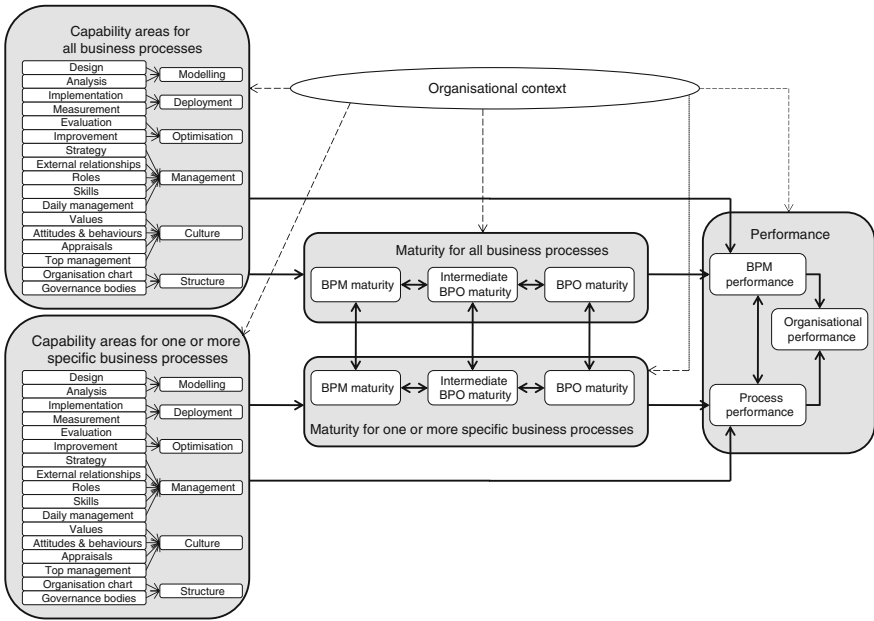 Capability areas for
all business processes
Design
Analysis
Modelling
Implementation
Measurement
Deployment
Evaluation
Improvement
Optimisation
Strategy
External relationships
Roles
Skills
Daily management
Management
Values
Attitudes & behaviours
Appraisals
Top management
Culture
Organisation chart
Governance bodies
Structure
Organisational context
Maturity for all business processes
BPM maturity
Intermediate
BPO maturity
BPO maturity
Performance
BPM
performance
Organisational
performance
Process
performance
Capability areas for one or more
specific business processes
Design
Analysis
Modelling
Implementation
Measurement
Deployment
Evaluation
Improvement
Optimisation
Strategy
External relationships
Roles
Skills
Daily management
Management
Values
Attitudes & behaviours
Appraisals
Top management
Culture
Organisation chart
Governance bodies
Structure
BPM maturity
Intermediate
BPO maturity
BPO maturity
Maturity for one or more specific business processes